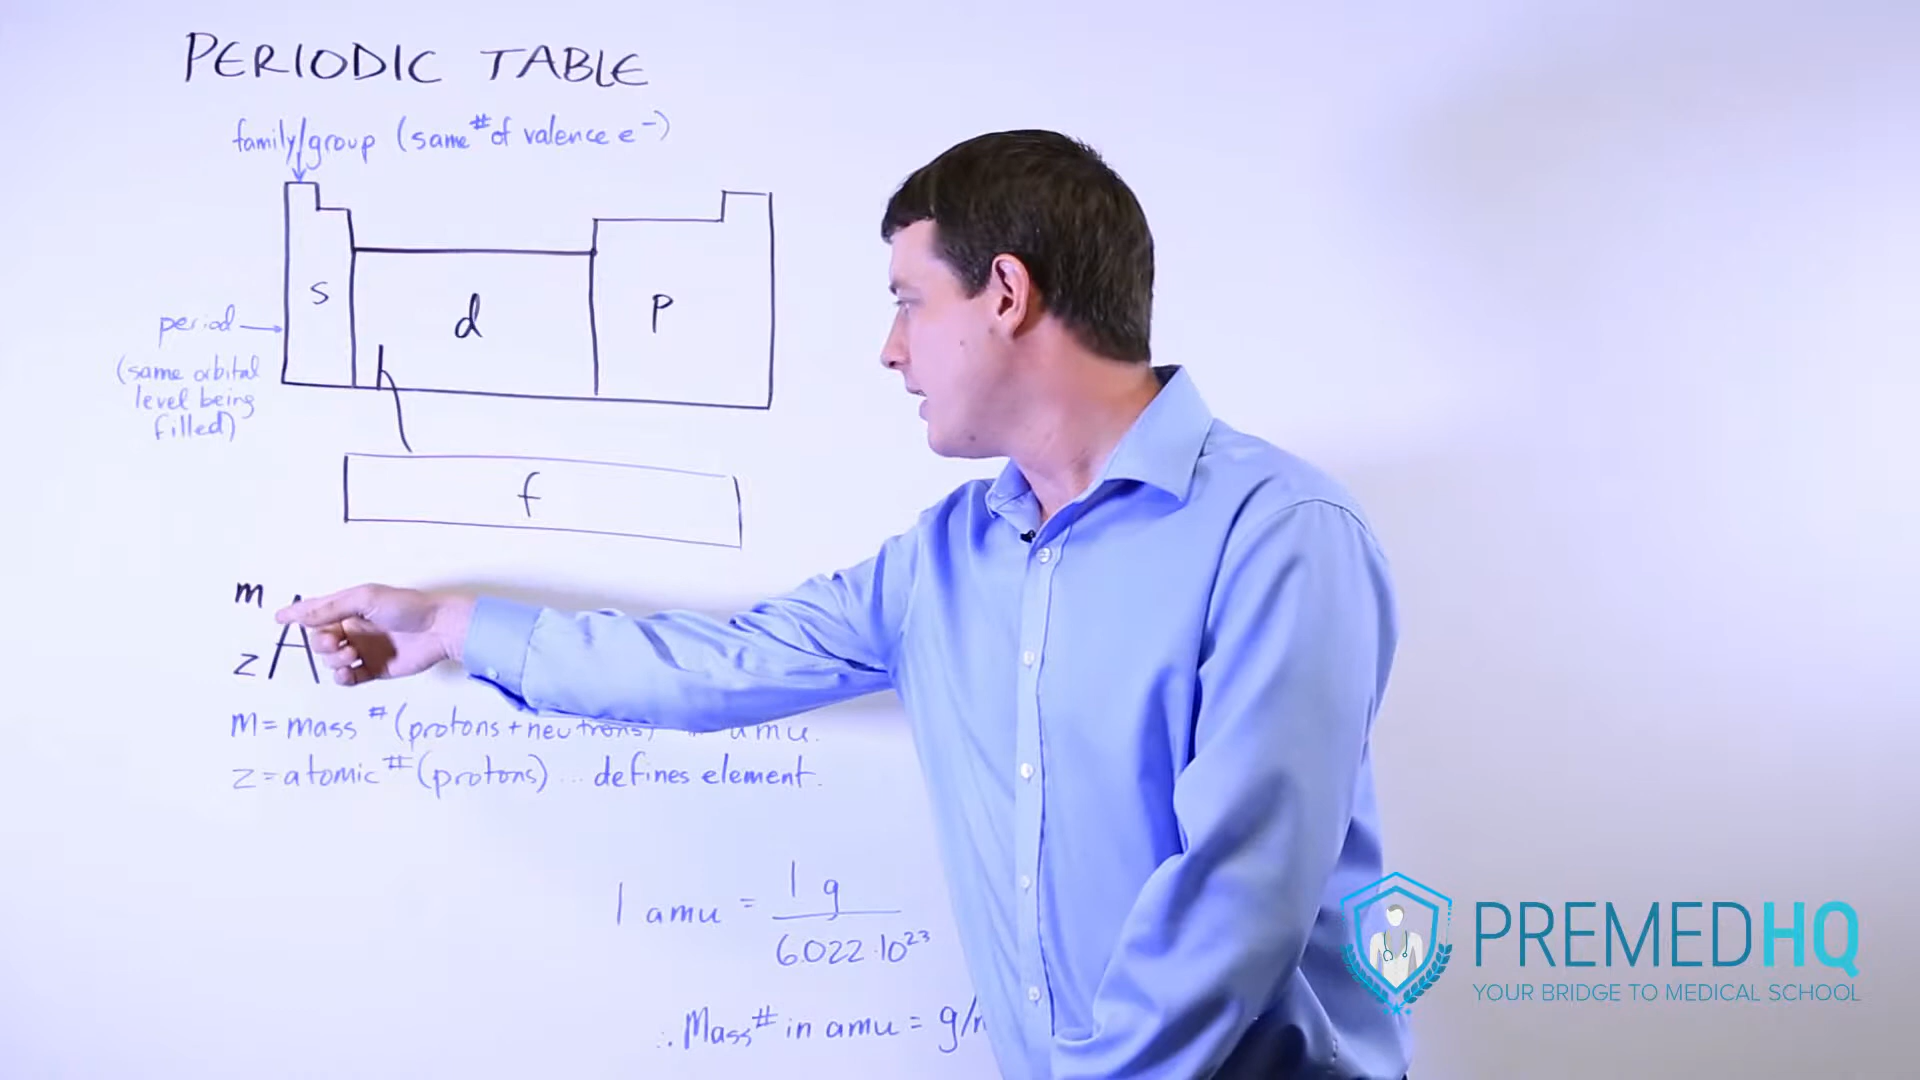 PERIODIC TABLE
family/group (same # of valence e⁻)
s
d
p
period
(same orbital
level being
filled)
f
m
z A
m = mass # (protons + neutrons) amu.
z = atomic # (protons) ... defines element.
1 amu = 1 g
6.022·10²³
∴ Mass # in amu = g/
PREMEDHQ
YOUR BRIDGE TO MEDICAL SCHOOL